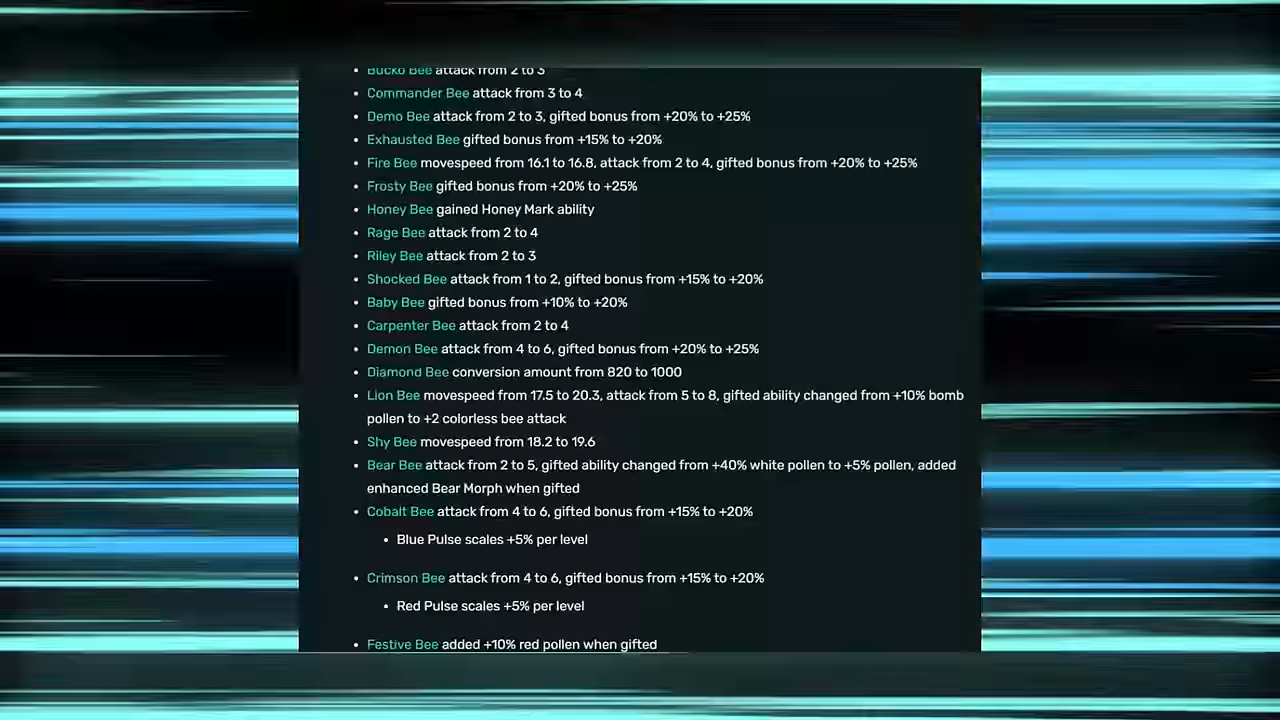 • Bucko Bee attack from 2 to 3
• Commander Bee attack from 3 to 4
• Demo Bee attack from 2 to 3, gifted bonus from +20% to +25%
• Exhausted Bee gifted bonus from +15% to +20%
• Fire Bee movespeed from 16.1 to 16.8, attack from 2 to 4, gifted bonus from +20% to +25%
• Frosty Bee gifted bonus from +20% to +25%
• Honey Bee gained Honey Mark ability
• Rage Bee attack from 2 to 4
• Riley Bee attack from 2 to 3
• Shocked Bee attack from 1 to 2, gifted bonus from +15% to +20%
• Baby Bee gifted bonus from +10% to +20%
• Carpenter Bee attack from 2 to 4
• Demon Bee attack from 4 to 6, gifted bonus from +20% to +25%
• Diamond Bee conversion amount from 820 to 1000
• Lion Bee movespeed from 17.5 to 20.3, attack from 5 to 8, gifted ability changed from +10% bomb
pollen to +2 colorless bee attack
• Shy Bee movespeed from 18.2 to 19.6
• Bear Bee attack from 2 to 5, gifted ability changed from +40% white pollen to +5% pollen, added
enhanced Bear Morph when gifted
• Cobalt Bee attack from 4 to 6, gifted bonus from +15% to +20%
• Blue Pulse scales +5% per level
• Crimson Bee attack from 4 to 6, gifted bonus from +15% to +20%
• Red Pulse scales +5% per level
• Festive Bee added +10% red pollen when gifted